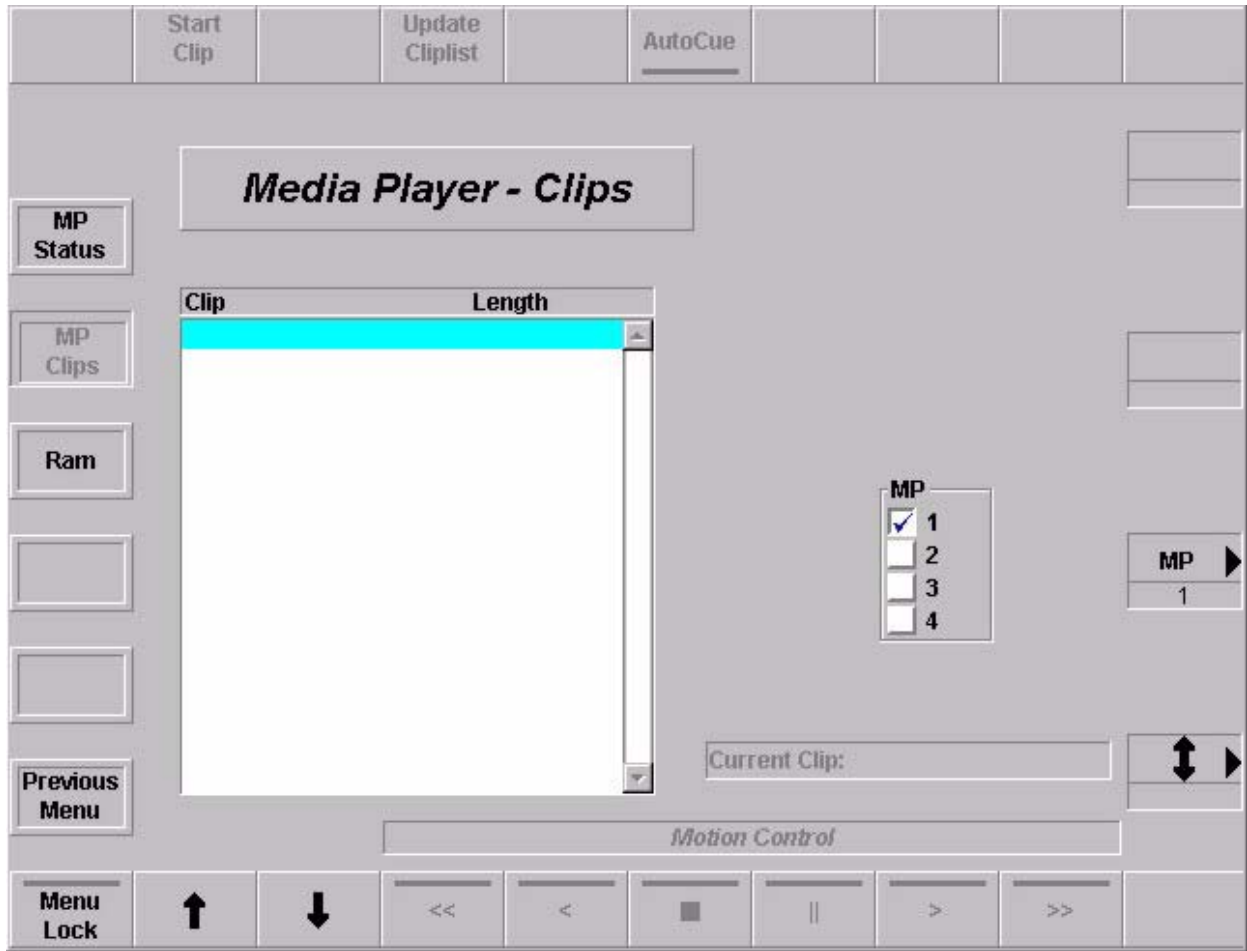 Start
Clip
Update
Cliplist
AutoCue
Media Player - Clips
MP
Status
Clip Length
MP
Clips
Ram
MP
1
2
3
4
MP
1
Current Clip:
Previous
Menu
Motion Control
Menu
Lock
<<
<
||
>
>>